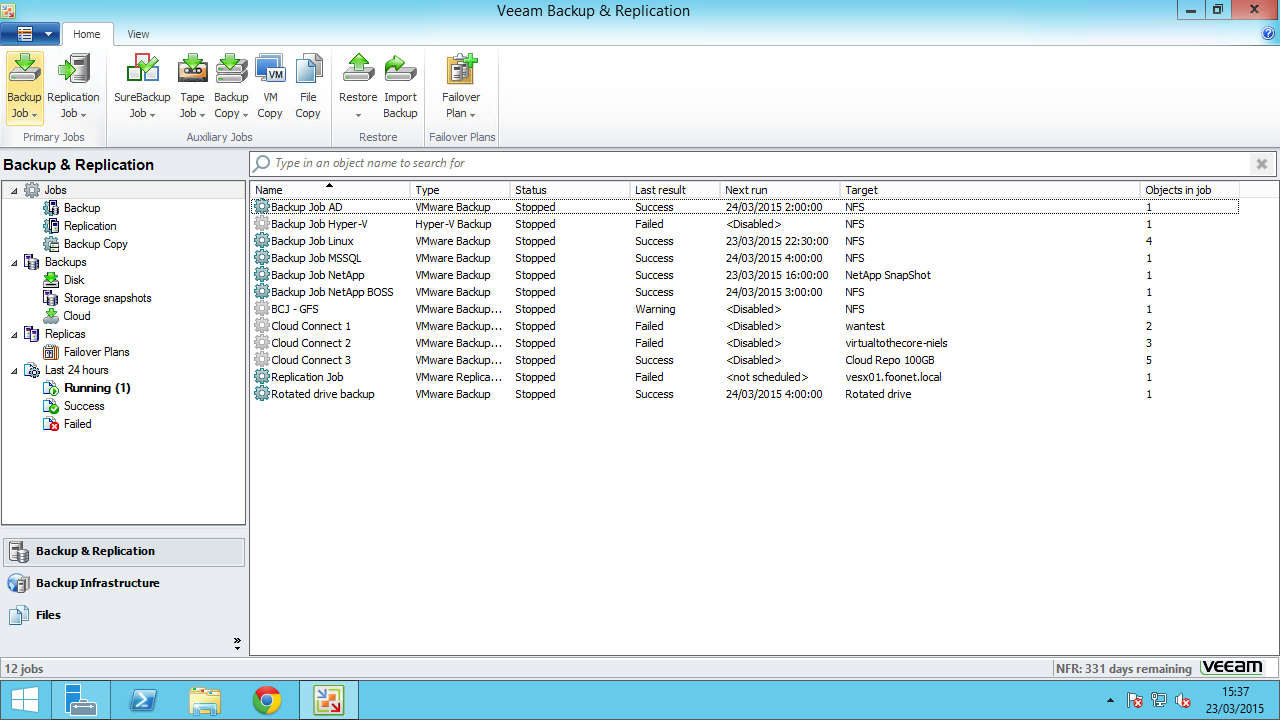 Veeam Backup & Replication
Home View
Backup Job Replication Job SureBackup Job Tape Job Backup Copy VM Copy File Copy Restore Import Backup Failover Plan
VM
Primary Jobs Auxiliary Jobs Restore Failover Plans
Backup & Replication
Type in an object name to search for
Jobs
Backup
Replication
Backup Copy
Backups
Disk
Storage snapshots
Cloud
Replicas
Failover Plans
Last 24 hours
Running (1)
Success
Failed
Backup & Replication
Backup Infrastructure
Files
Name Type Status Last result Next run Target Objects in job
Backup Job AD VMware Backup Stopped Success 24/03/2015 2:00:00 NFS 1
Backup Job Hyper-V Hyper-V Backup Stopped Failed <Disabled> NFS 1
Backup Job Linux VMware Backup Stopped Success 23/03/2015 22:30:00 NFS 4
Backup Job MSSQL VMware Backup Stopped Success 24/03/2015 4:00:00 NFS 1
Backup Job NetApp VMware Backup Stopped Success 23/03/2015 16:00:00 NetApp SnapShot 1
Backup Job NetApp BOSS VMware Backup Stopped Success 24/03/2015 3:00:00 NFS 1
BCJ - GFS VMware Backup... Stopped Warning <Disabled> NFS 1
Cloud Connect 1 VMware Backup... Stopped Failed <Disabled> wantest 2
Cloud Connect 2 VMware Backup... Stopped Failed <Disabled> virtualtothecore-niels 3
Cloud Connect 3 VMware Backup... Stopped Success <Disabled> Cloud Repo 100GB 5
Replication Job VMware Replica... Stopped Failed <not scheduled> vesx01.foonet.local 1
Rotated drive backup VMware Backup Stopped Success 24/03/2015 4:00:00 Rotated drive 1
12 jobs
NFR: 331 days remaining veeam
15:37
23/03/2015